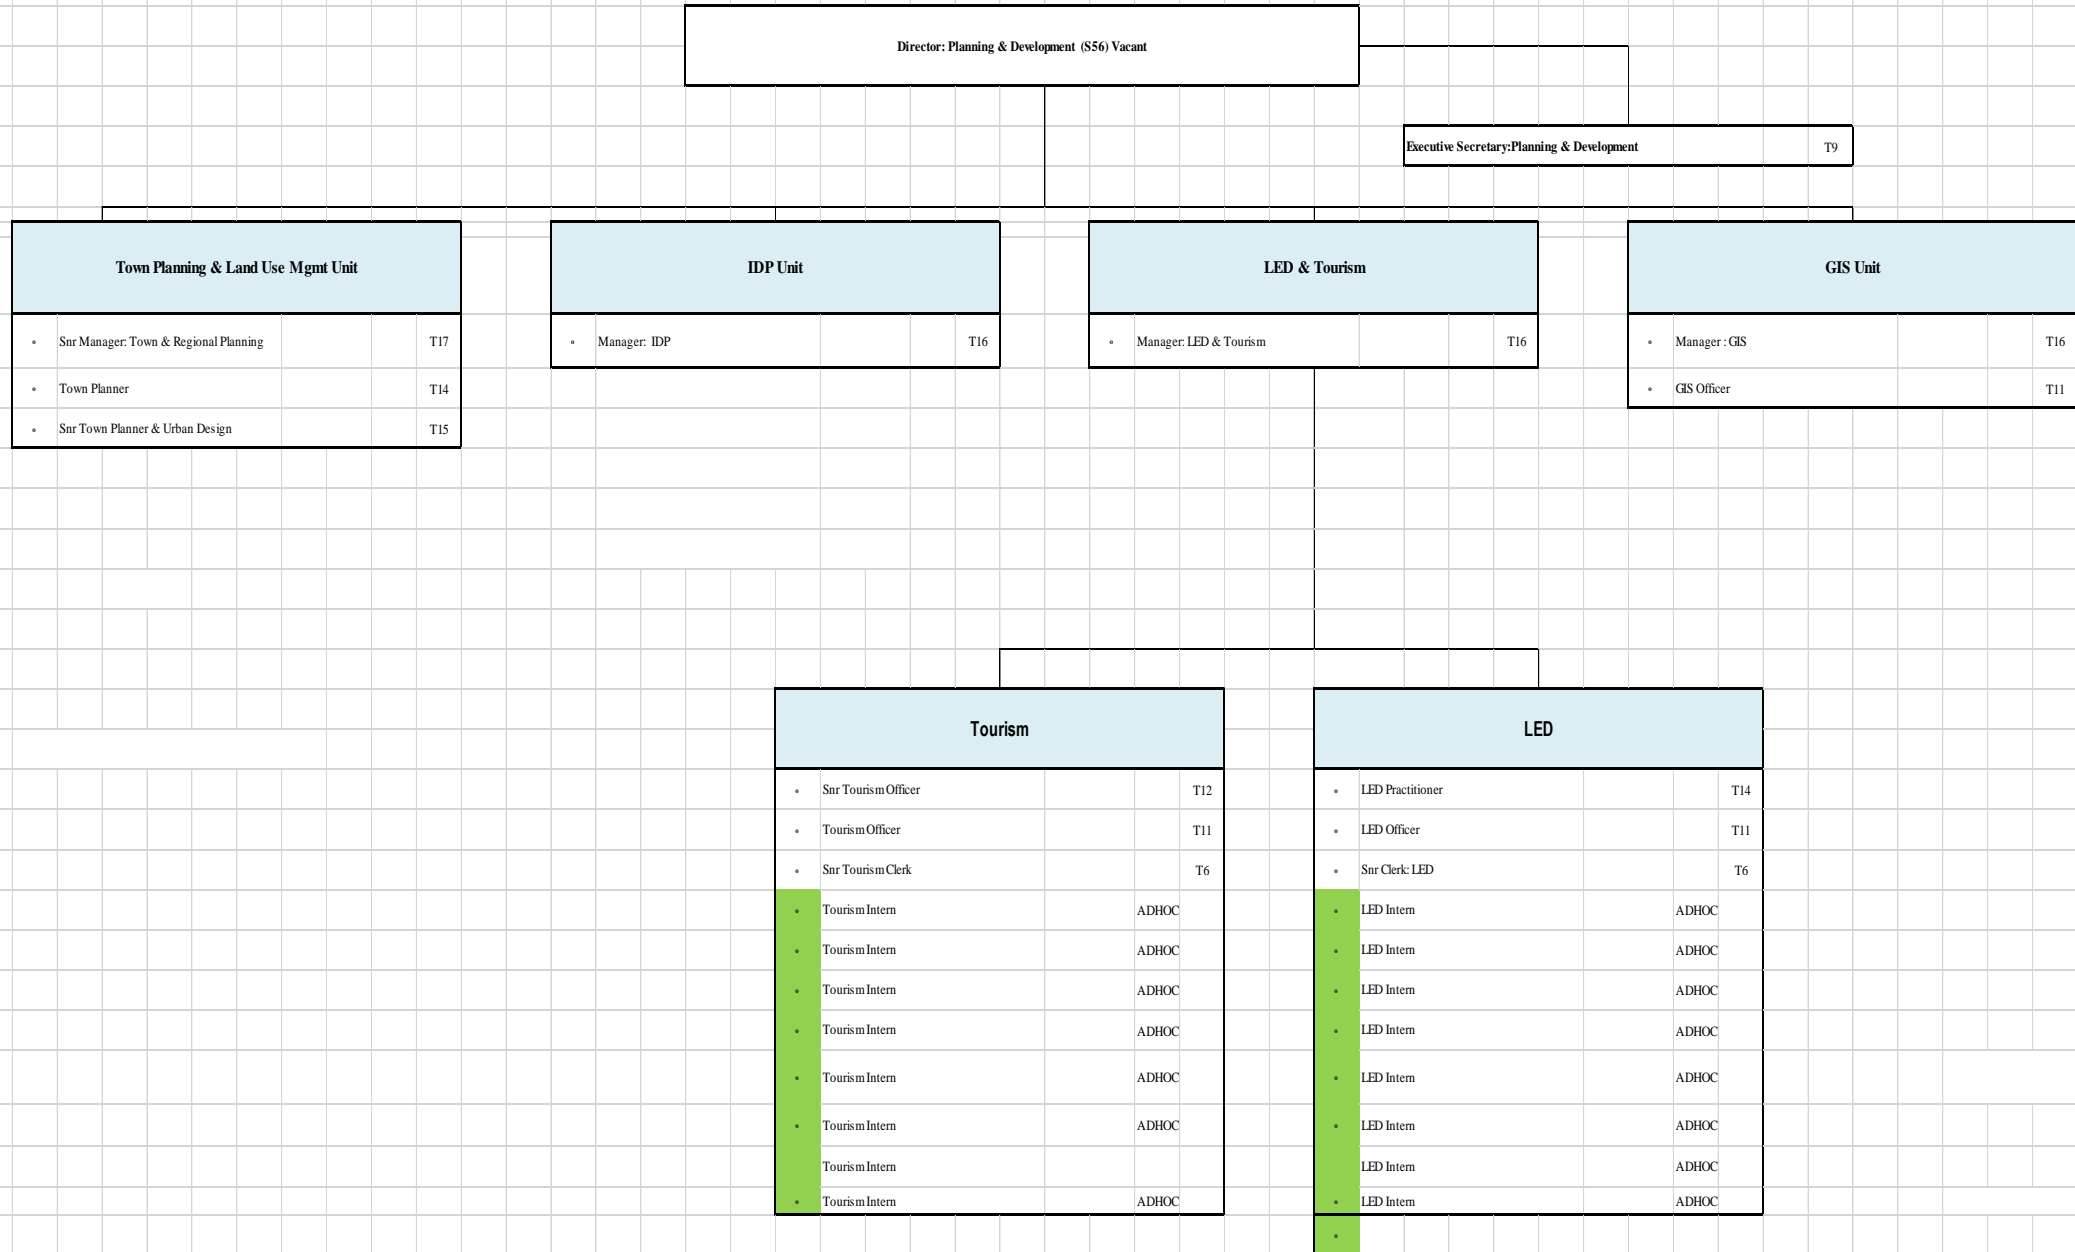 Director: Planning & Development (S56) Vacant
Executive Secretary:Planning & Development T9
Town Planning & Land Use Mgmt Unit
Snr Manager: Town & Regional Planning T17
Town Planner T14
Snr Town Planner & Urban Design T15
IDP Unit
Manager: IDP T16
LED & Tourism
Manager: LED & Tourism T16
GIS Unit
Manager : GIS T16
GIS Officer T11
Tourism
Snr Tourism Officer T12
Tourism Officer T11
Snr Tourism Clerk T6
Tourism Intern ADHOC
Tourism Intern ADHOC
Tourism Intern ADHOC
Tourism Intern ADHOC
Tourism Intern ADHOC
Tourism Intern ADHOC
Tourism Intern
Tourism Intern ADHOC
LED
LED Practitioner T14
LED Officer T11
Snr Clerk: LED T6
LED Intern ADHOC
LED Intern ADHOC
LED Intern ADHOC
LED Intern ADHOC
LED Intern ADHOC
LED Intern ADHOC
LED Intern ADHOC
LED Intern ADHOC